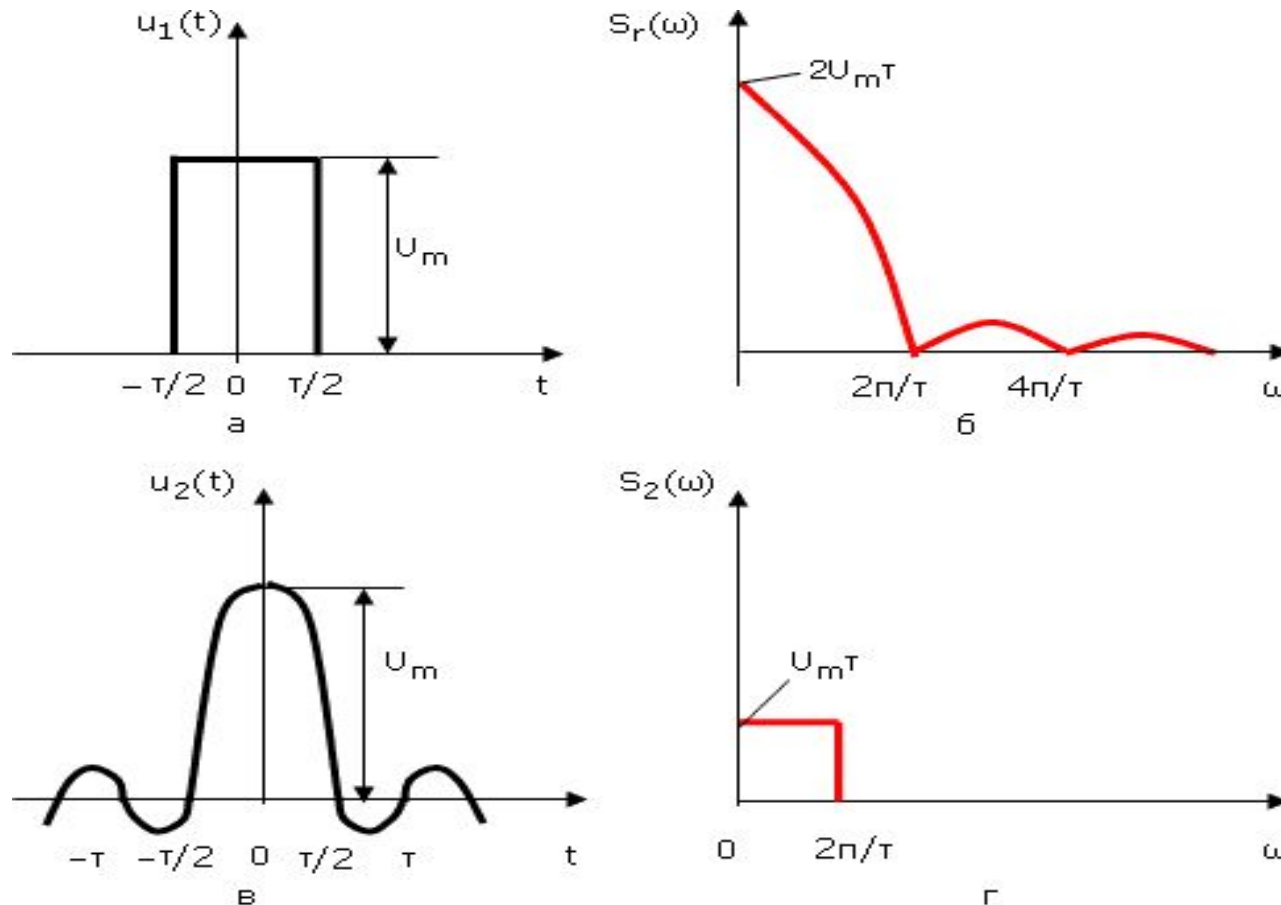 u₁(t)
Sᵣ(ω)
2Uₘτ
Uₘ
−τ/2 0 τ/2 t
2π/τ 4π/τ ω
а
б
u₂(t)
S₂(ω)
Uₘ
Uₘτ
−τ −τ/2 0 τ/2 τ t
0 2π/τ ω
в
г